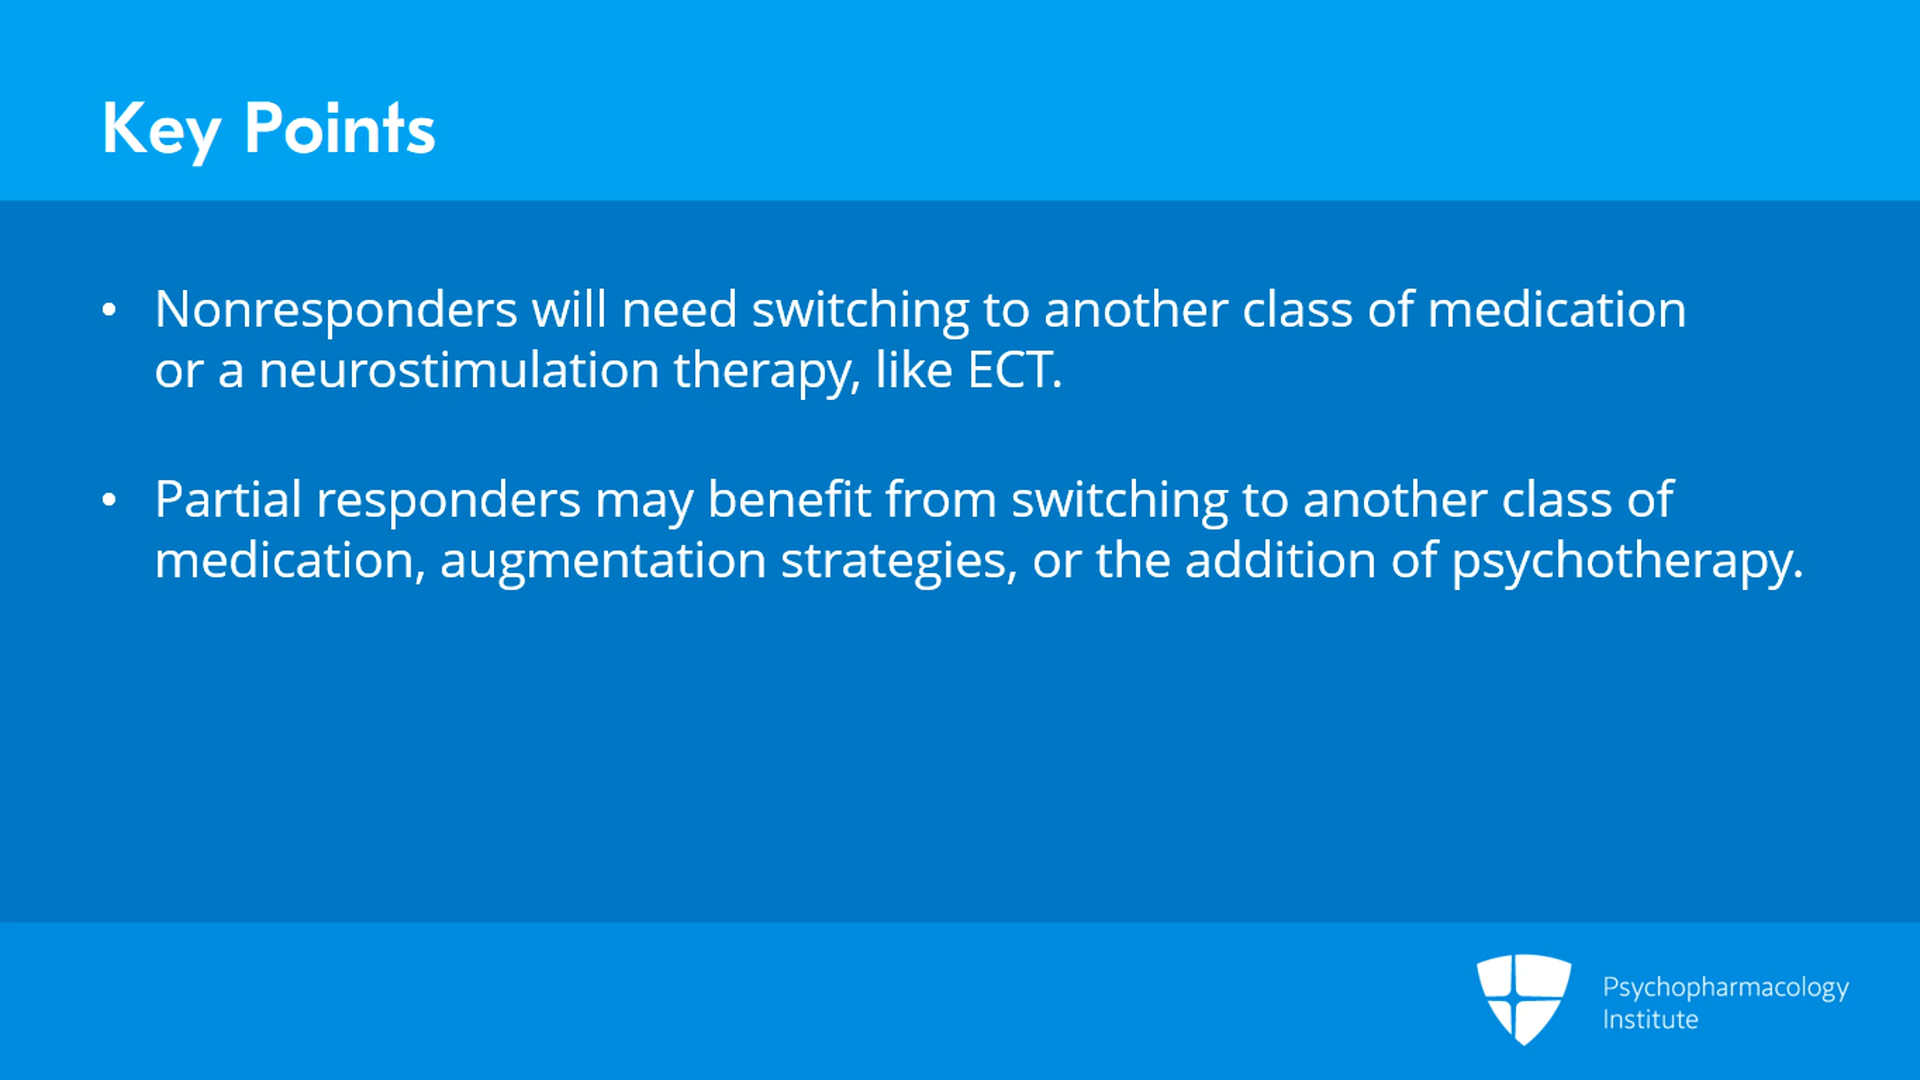 Key Points
• Nonresponders will need switching to another class of medication
or a neurostimulation therapy, like ECT.
• Partial responders may benefit from switching to another class of
medication, augmentation strategies, or the addition of psychotherapy.
Psychopharmacology
Institute